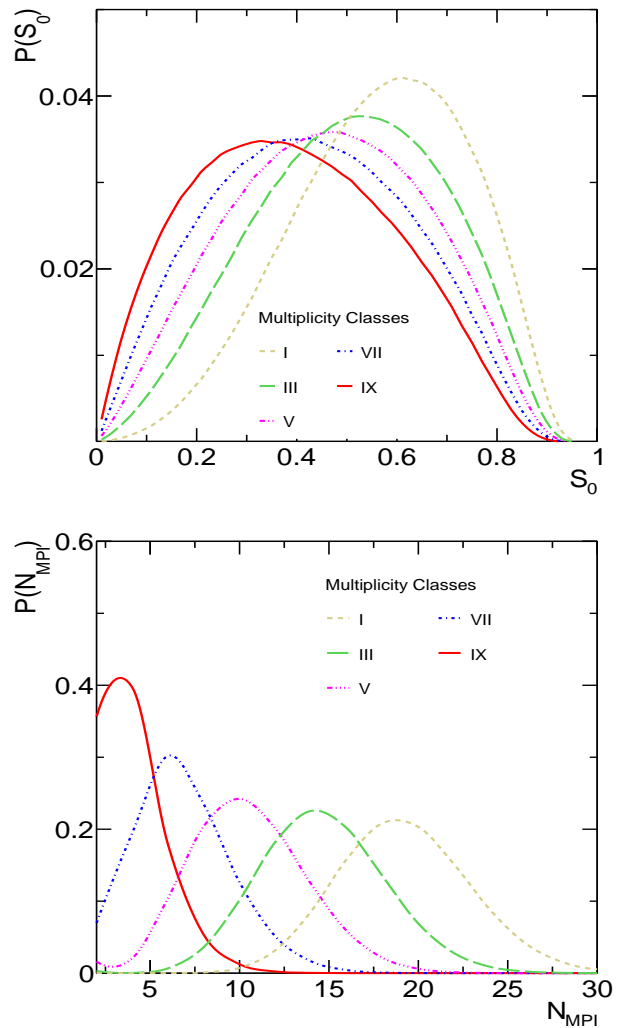 P(S0)
0.04
0.02
Multiplicity Classes
I VII
III IX
V
0 0.2 0.4 0.6 0.8 1
S0
P(NMPI)
0.6
0.4
0.2
0
Multiplicity Classes
I VII
III IX
V
5 10 15 20 25 30
NMPI